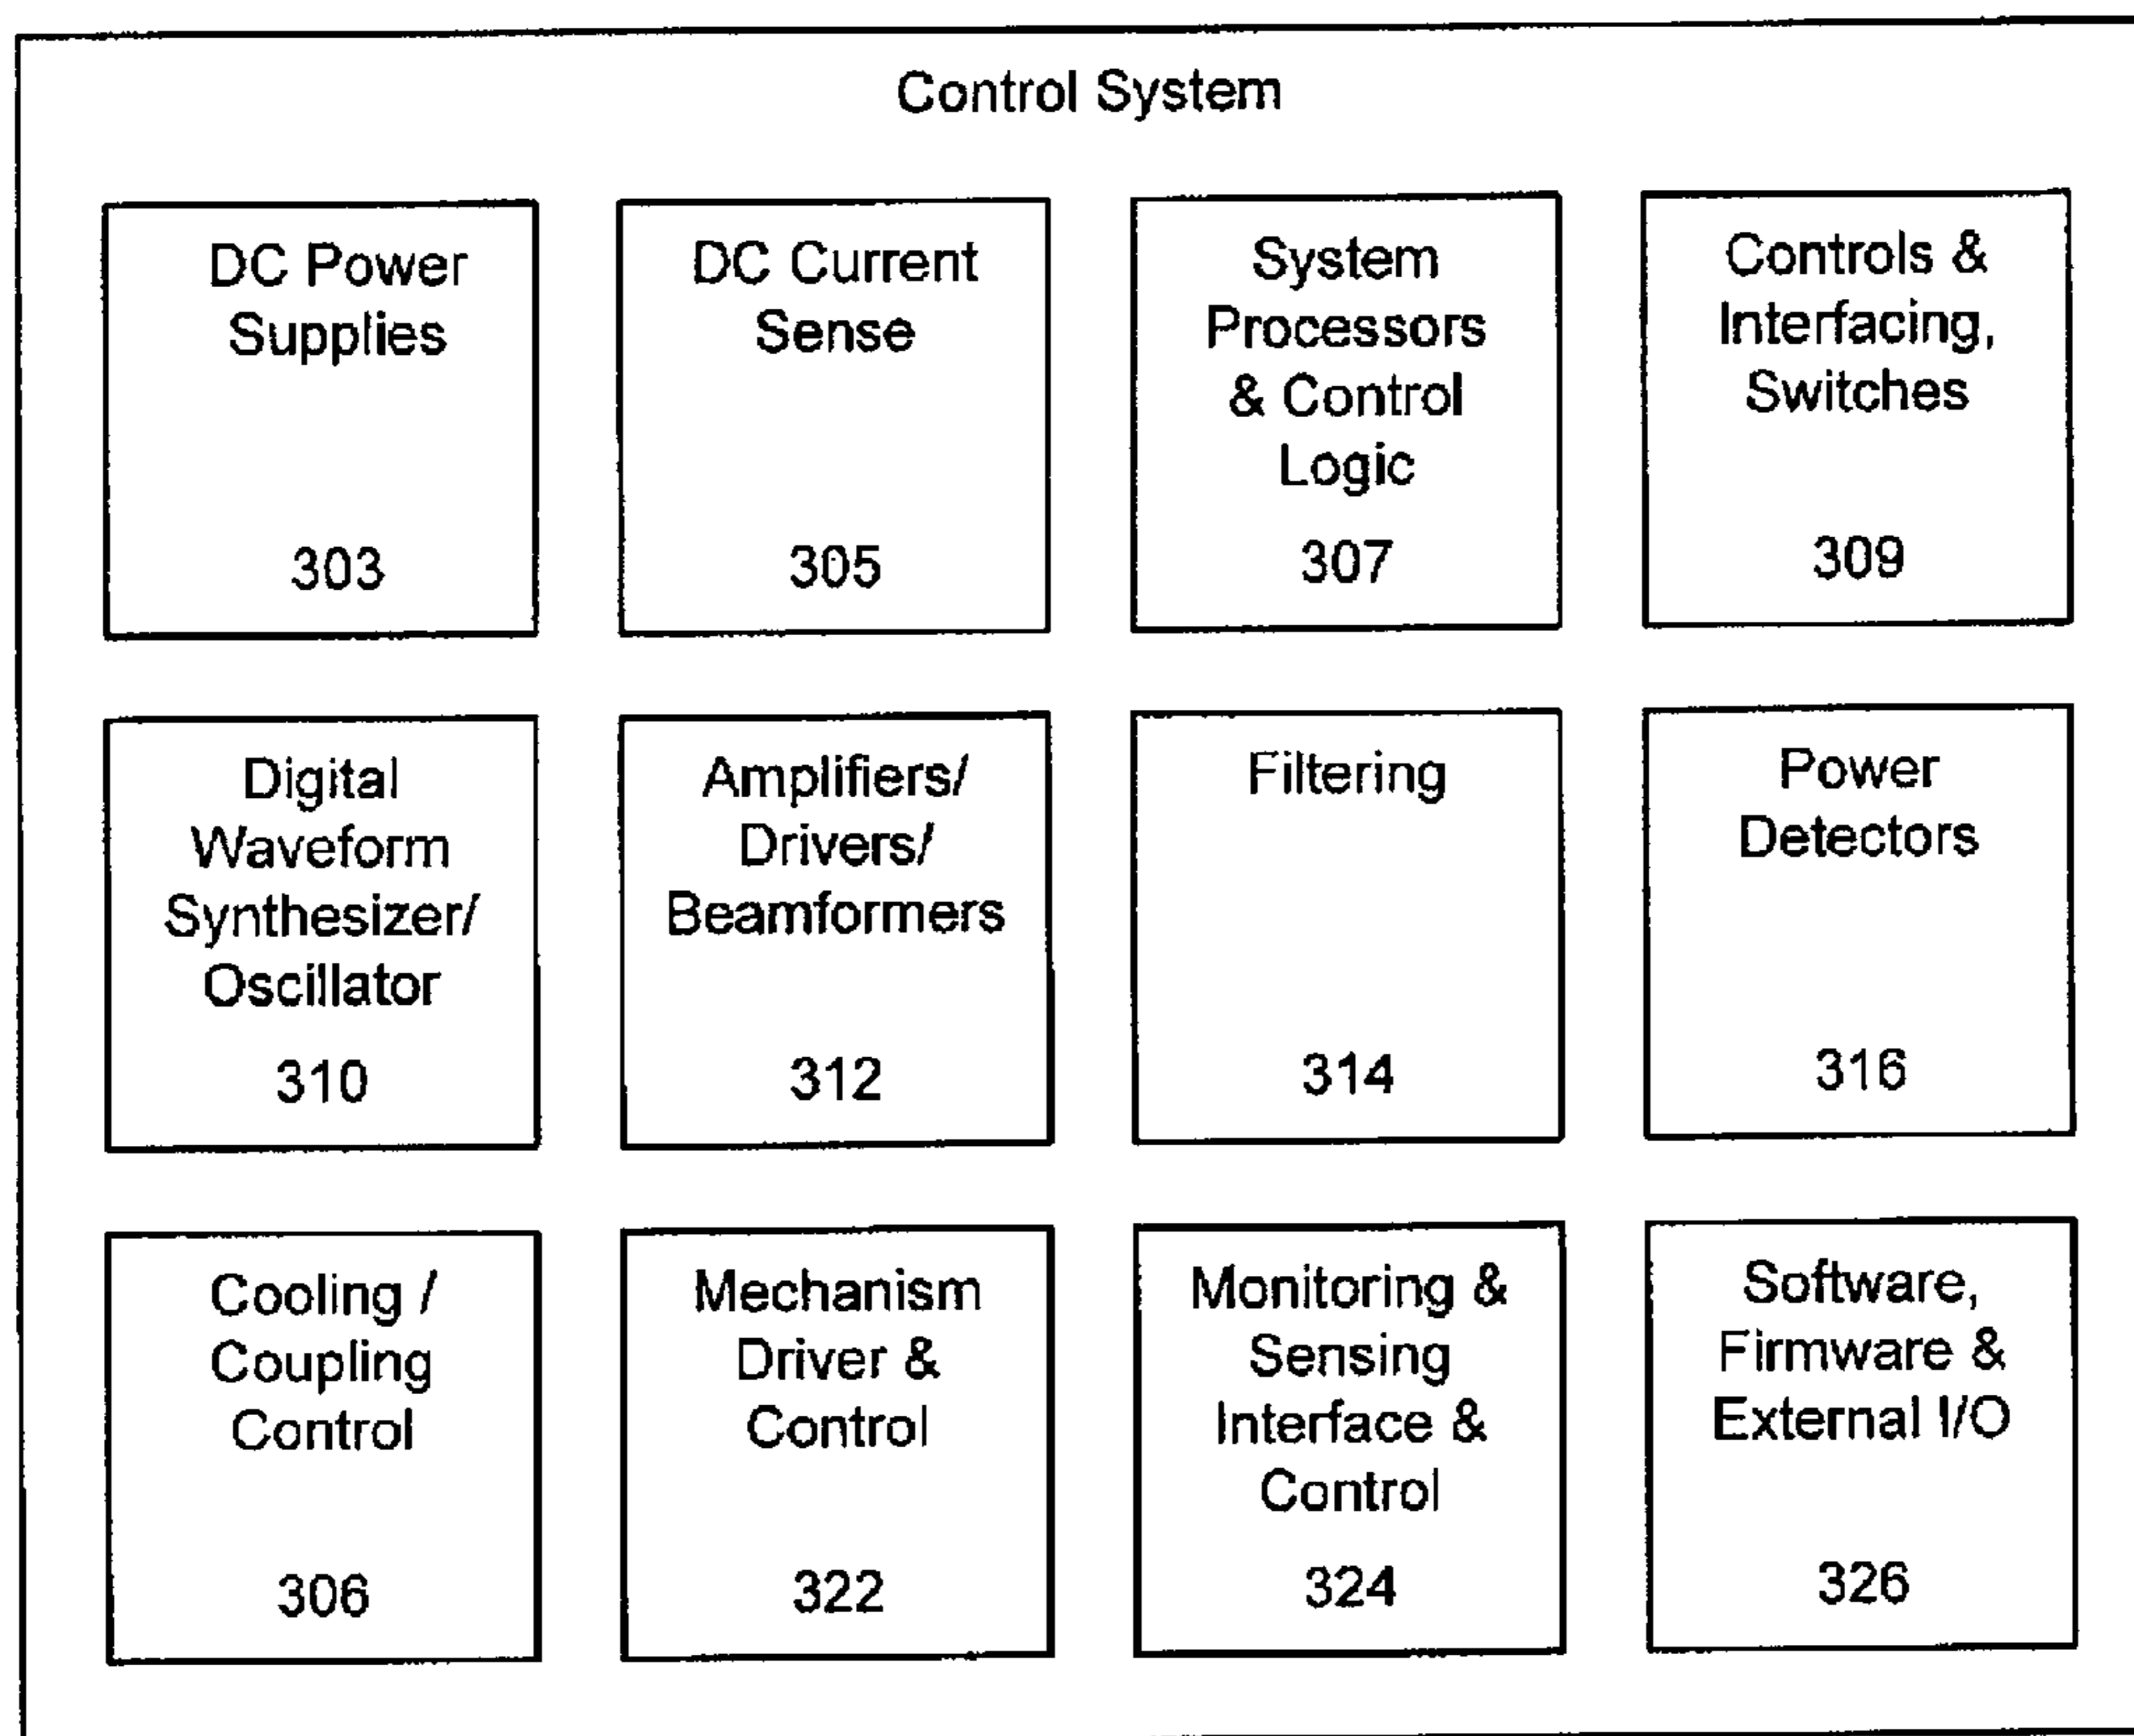 Control System
DC Power
Supplies
303
DC Current
Sense
305
System
Processors
& Control
Logic
307
Controls &
Interfacing,
Switches
309
Digital
Waveform
Synthesizer/
Oscillator
310
Amplifiers/
Drivers/
Beamformers
312
Filtering
314
Power
Detectors
316
Cooling /
Coupling
Control
306
Mechanism
Driver &
Control
322
Monitoring &
Sensing
Interface &
Control
324
Software,
Firmware &
External I/O
326